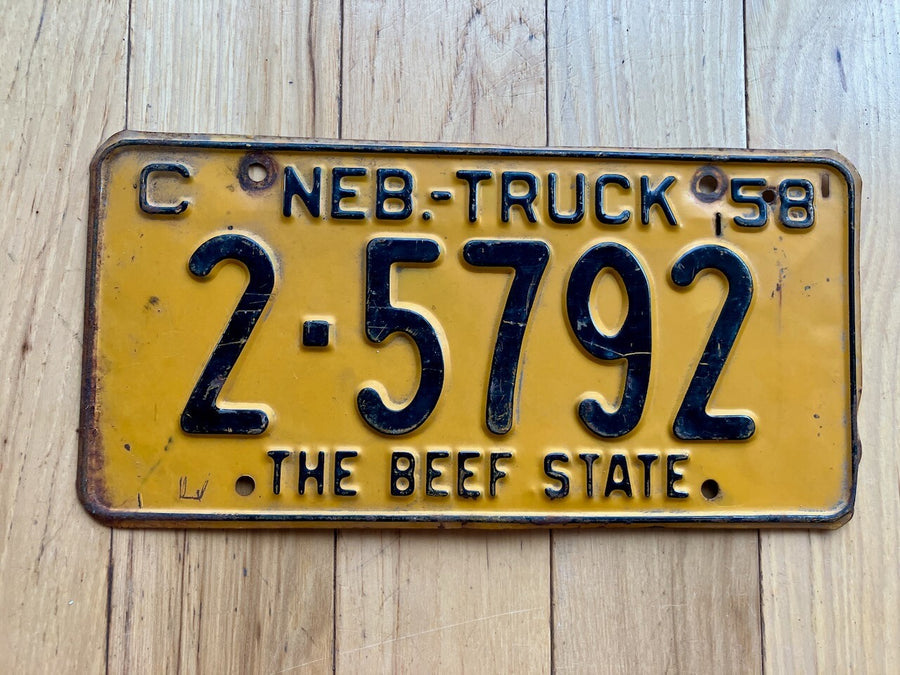 C NEB.-TRUCK 58
2-5792
THE BEEF STATE